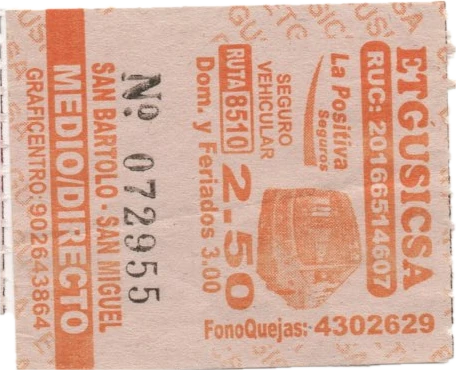 ETGUSICSA
RUC: 20166514607
La Positiva
Seguros
SEGURO
VEHICULAR
RUTA 8510
2.50
Dom. y Feriados 3.00
FonoQuejas:- 4302629
Nº 072955
SAN BARTOLO - SAN MIGUEL
MEDIO/DIRECTO
GRAFICENTRO:902643864